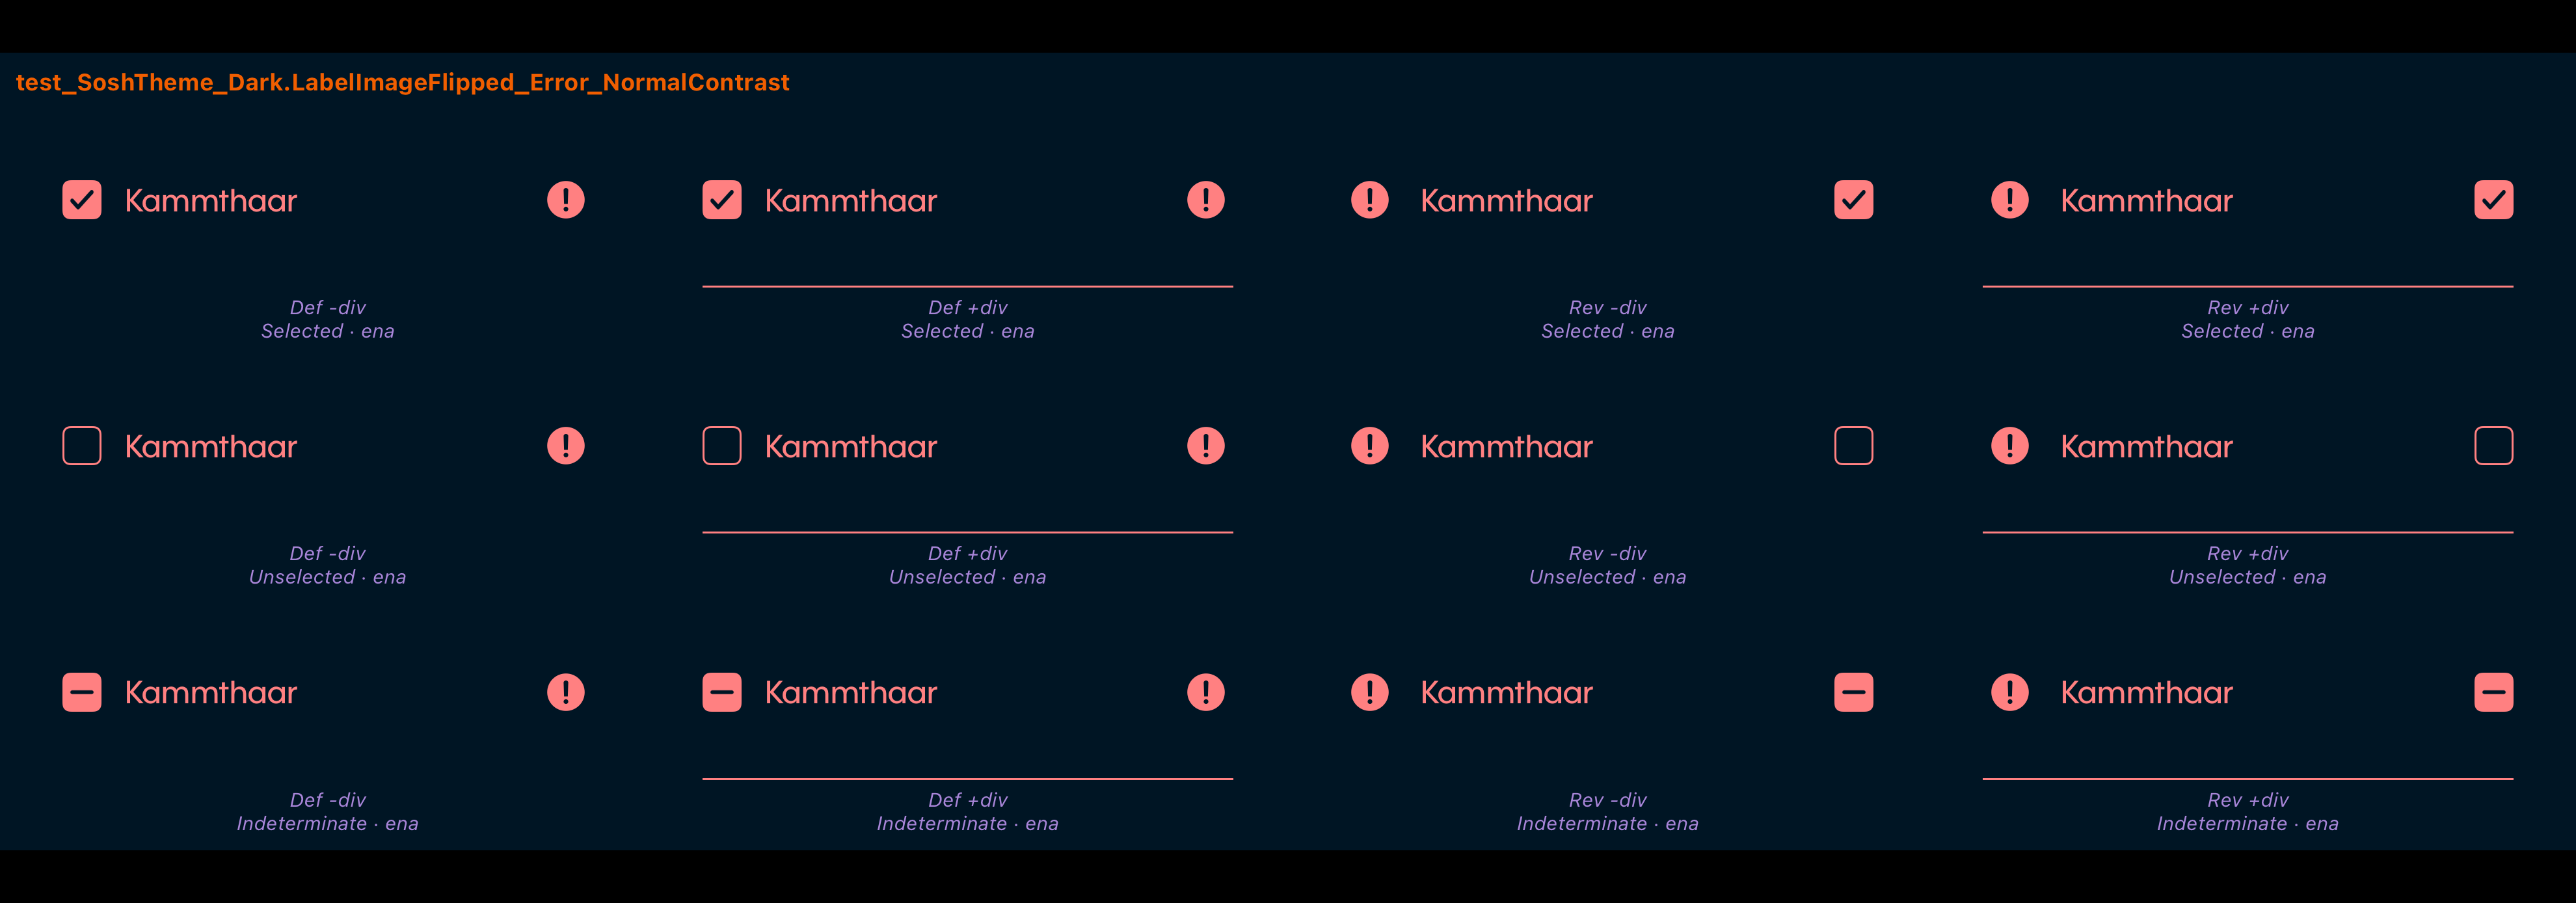 test_SoshTheme_Dark.LabelImageFlipped_Error_NormalContrast
Kammthaar
Kammthaar
Kammthaar
Kammthaar
Def -div
Selected · ena
Def +div
Selected · ena
Rev -div
Selected · ena
Rev +div
Selected · ena
Kammthaar
Kammthaar
Kammthaar
Kammthaar
Def -div
Unselected · ena
Def +div
Unselected · ena
Rev -div
Unselected · ena
Rev +div
Unselected · ena
Kammthaar
Kammthaar
Kammthaar
Kammthaar
Def -div
Indeterminate · ena
Def +div
Indeterminate · ena
Rev -div
Indeterminate · ena
Rev +div
Indeterminate · ena